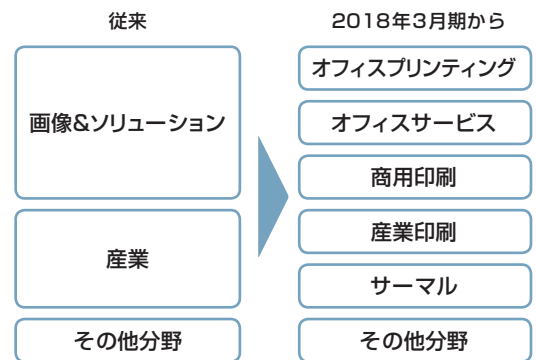 従来
画像&ソリューション
産業
その他分野
2018年3月期から
オフィスプリンティング
オフィスサービス
商用印刷
産業印刷
サーマル
その他分野